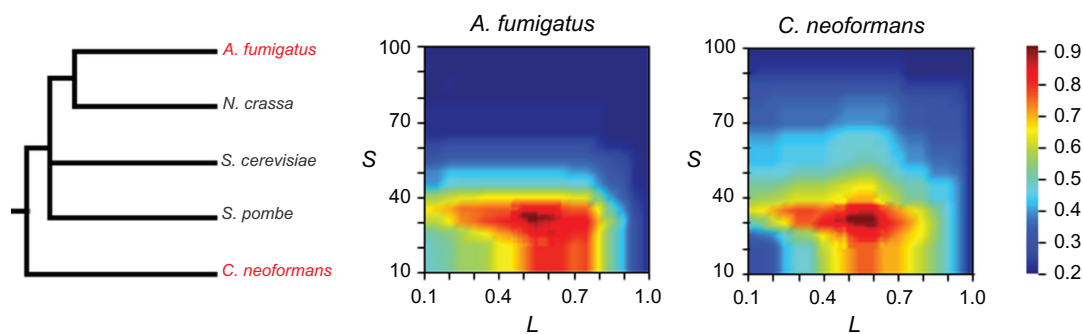 A. fumigatus
N. crassa
S. cerevisiae
S. pombe
C. neoformans
A. fumigatus
100
70
S
40
10
0.1 0.4 0.7 1.0
L
C. neoformans
100
70
S
40
10
0.1 0.4 0.7 1.0
L
0.9
0.8
0.7
0.6
0.5
0.4
0.3
0.2